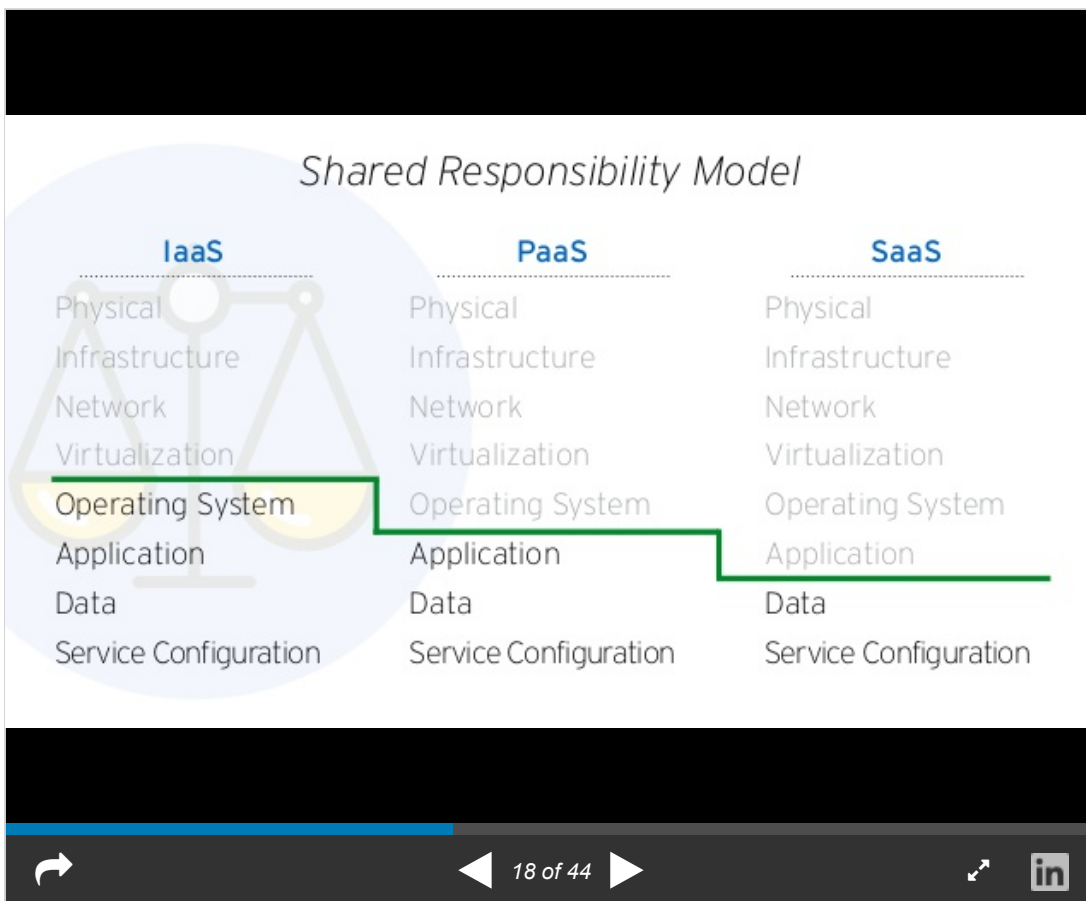 Shared Responsibility Model
IaaS
Physical
Infrastructure
Network
Virtualization
Operating System
Application
Data
Service Configuration
PaaS
Physical
Infrastructure
Network
Virtualization
Operating System
Application
Data
Service Configuration
SaaS
Physical
Infrastructure
Network
Virtualization
Operating System
Application
Data
Service Configuration
18 of 44
in